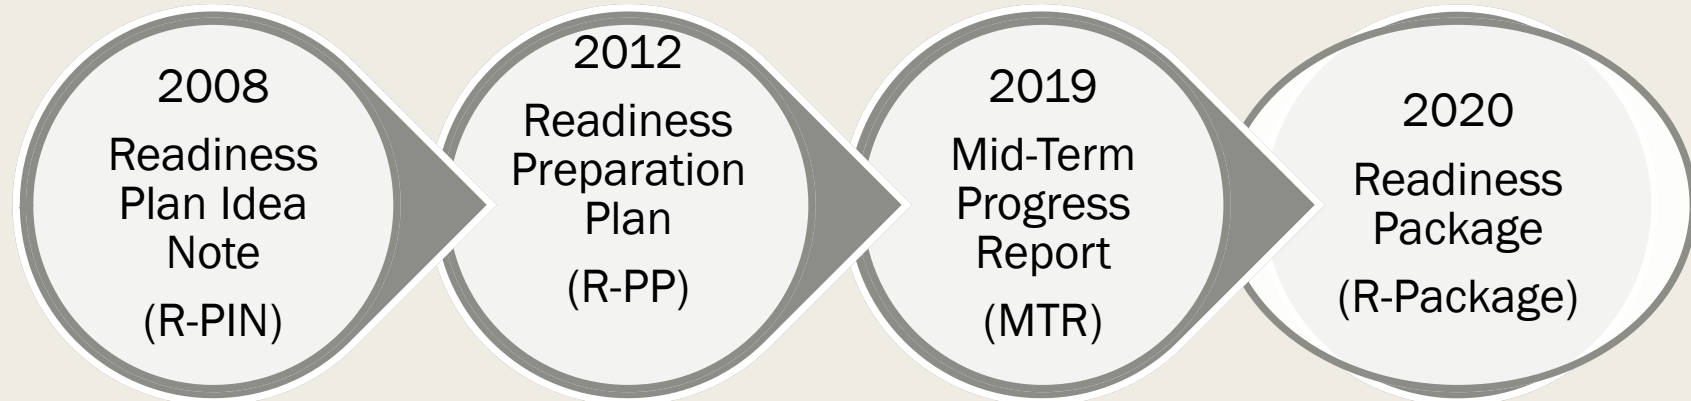 2008
Readiness
Plan Idea
Note
(R-PIN)
2012
Readiness
Preparation
Plan
(R-PP)
2019
Mid-Term
Progress
Report
(MTR)
2020
Readiness
Package
(R-Package)